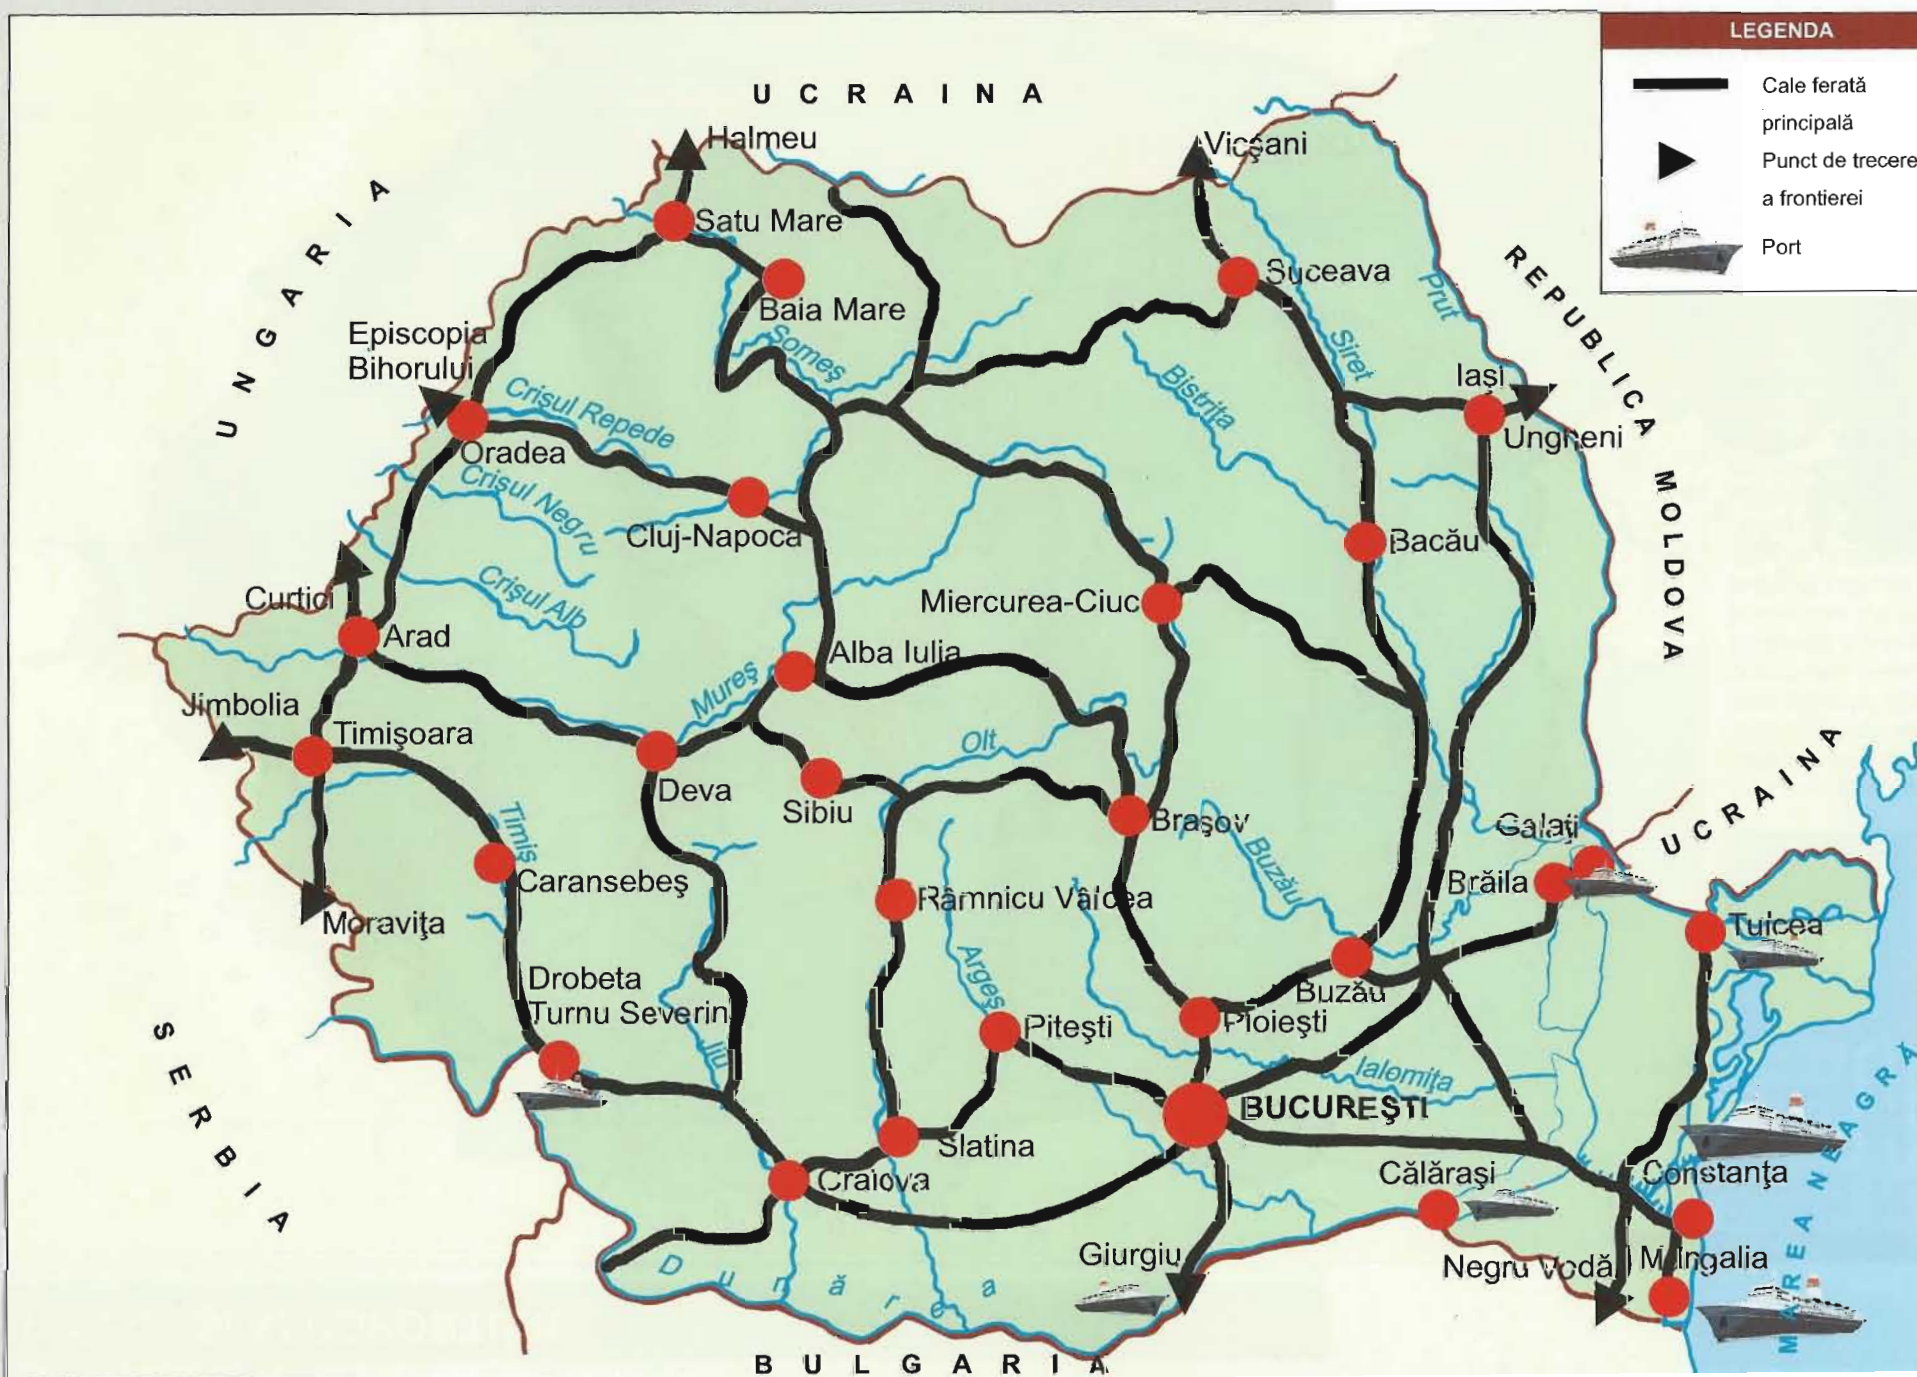 LEGENDA
Cale ferată
principală
Punct de trecere
a frontierei
Port
UCRAINA
Halmeu
Vicşani
UNGARIA
Satu Mare
Suceava
Prut
REPUBLICA MOLDOVA
Baia Mare
Episcopia
Bihorului
Someş
Siret
Iaşi
Crişul Repede
Bistriţa
Ungheni
Oradea
Crişul Negru
Cluj-Napoca
Bacău
Crişul Alb
Curtici
Miercurea-Ciuc
Arad
Alba Iulia
Mureş
Jimbolia
Timişoara
Olt
UCRAINA
Deva
Sibiu
Braşov
Galaţi
Timiş
Buzău
Caransebeş
Brăila
Râmnicu Vâlcea
Moraviţa
Tulcea
Argeş
Drobeta
Turnu Severin
Buzău
Piteşti
Ploieşti
SERBIA
Jiu
Ialomiţa
BUCUREŞTI
Slatina
Călăraşi
Constanţa
Craiova
MAREA NEAGRĂ
Giurgiu
Negru Vodă
Mangalia
Dunărea
BULGARIA